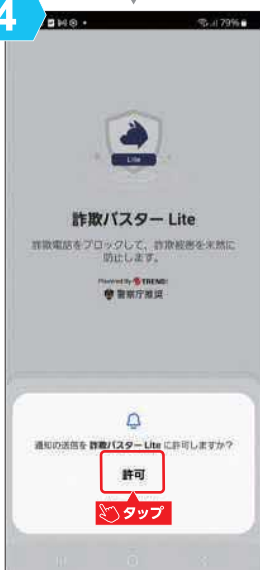 4
79%
Lite
詐欺バスター Lite
詐欺電話をブロックして、詐欺被害を未然に
防止します。
Powered by TREND
警察庁推奨
通知の送信を 詐欺バスター Lite に許可しますか？
許可
タップ